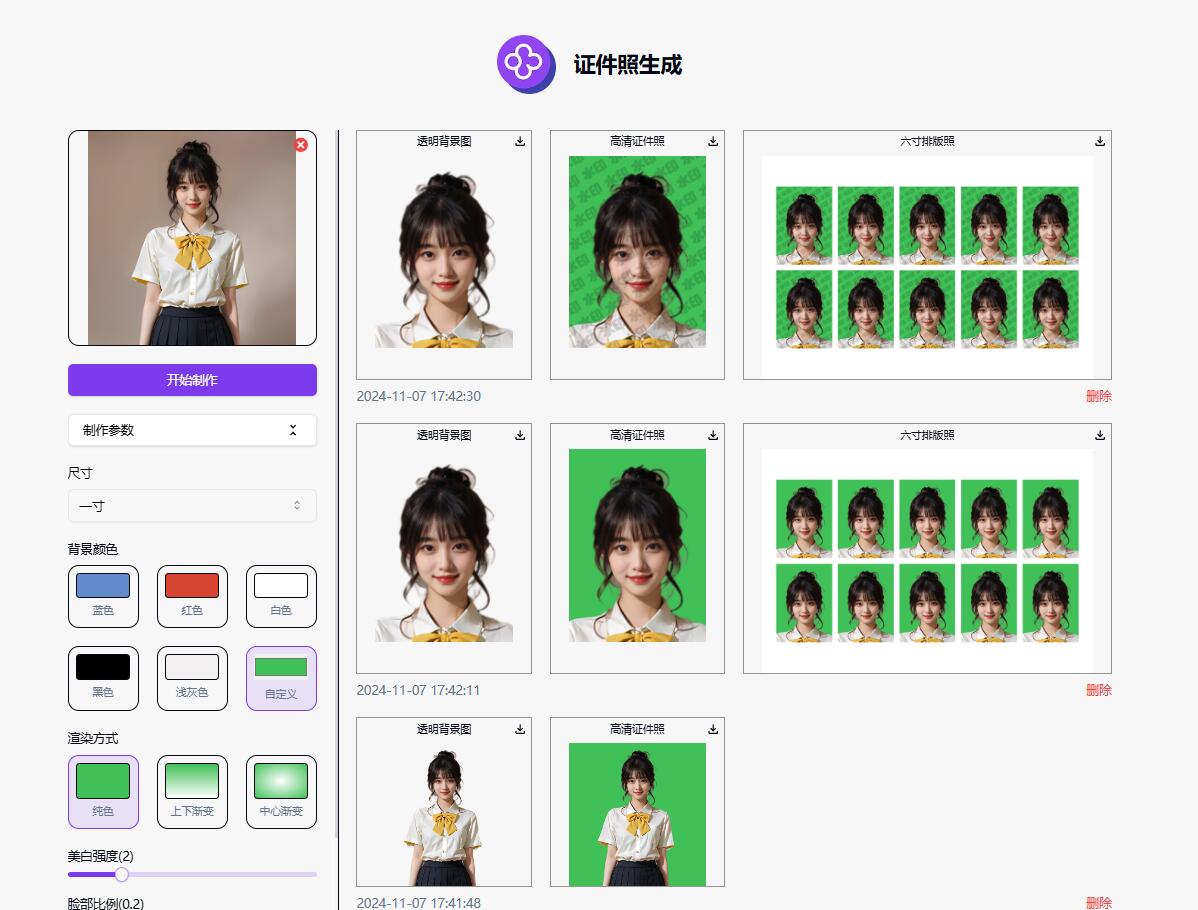 证件照生成
开始制作
制作参数
尺寸
一寸
背景颜色
蓝色
红色
白色
黑色
浅灰色
自定义
渲染方式
纯色
上下渐变
中心渐变
美白强度(2)
脸部比例(0.2)
透明背景图
高清证件照
六寸排版照
水印
2024-11-07 17:42:30
删除
透明背景图
高清证件照
六寸排版照
2024-11-07 17:42:11
删除
透明背景图
高清证件照
2024-11-07 17:41:48
删除